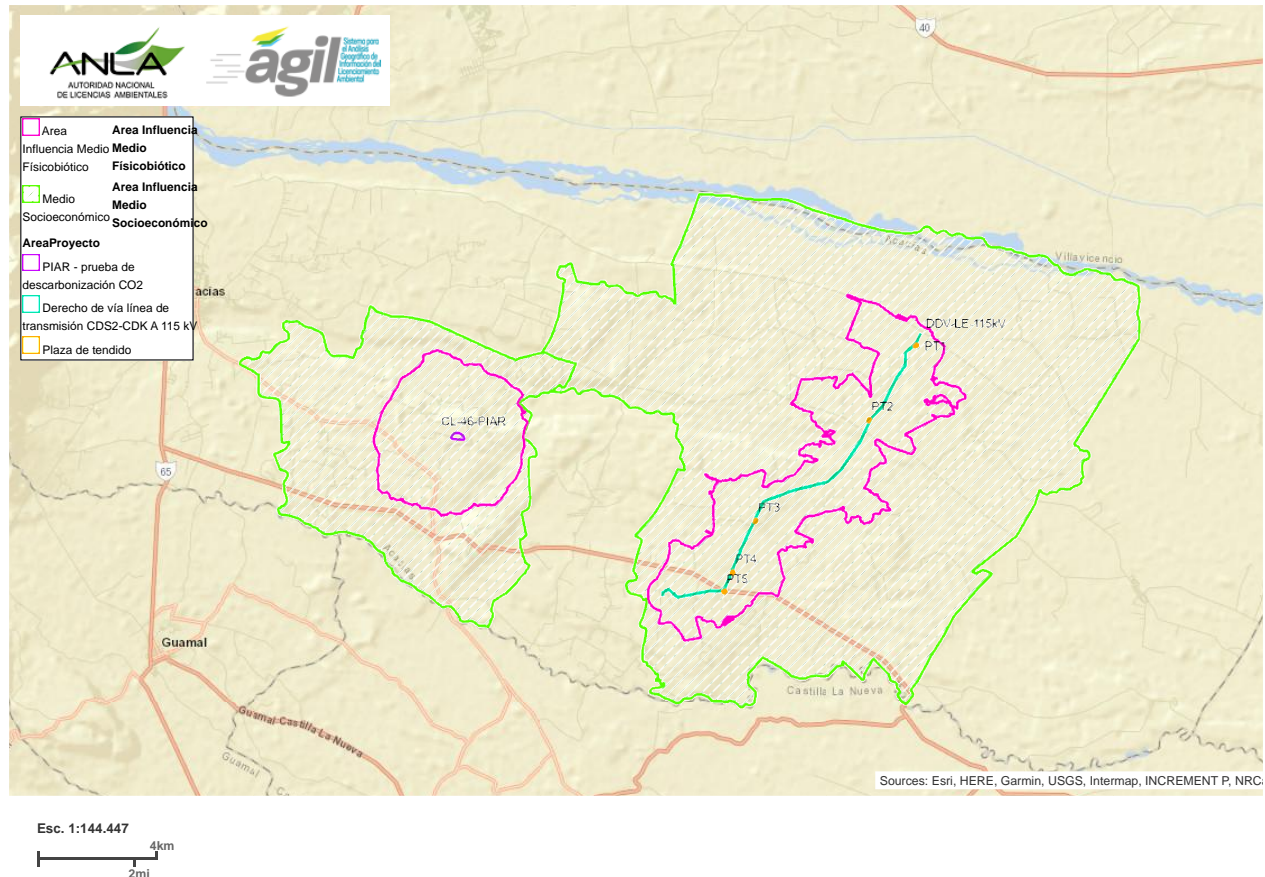 ANLA
AUTORIDAD NACIONAL
DE LICENCIAS AMBIENTALES
ágil
Sistema para
el Análisis
Geográfico de
Información del
Licenciamiento
Ambiental
Area
Influencia Medio
Físicobiótico
Area Influencia
Medio
Físicobiótico
Medio
Socioeconómico
Area Influencia
Medio
Socioeconómico
AreaProyecto
PIAR - prueba de
descarbonización CO2
Derecho de vía línea de
transmisión CDS2-CDK A 115 kV
Plaza de tendido
40
acias
Acacias
Villavicencio
DDV-LE-115kV
PT1
PT2
CL-46-PIAR
65
PT3
PT4
PT5
Acacias
Guamal
Castilla La Nueva
Guamal Castilla La Nueva
Guamal
Sources: Esri, HERE, Garmin, USGS, Intermap, INCREMENT P, NRCa
Esc. 1:144.447
4km
2mi